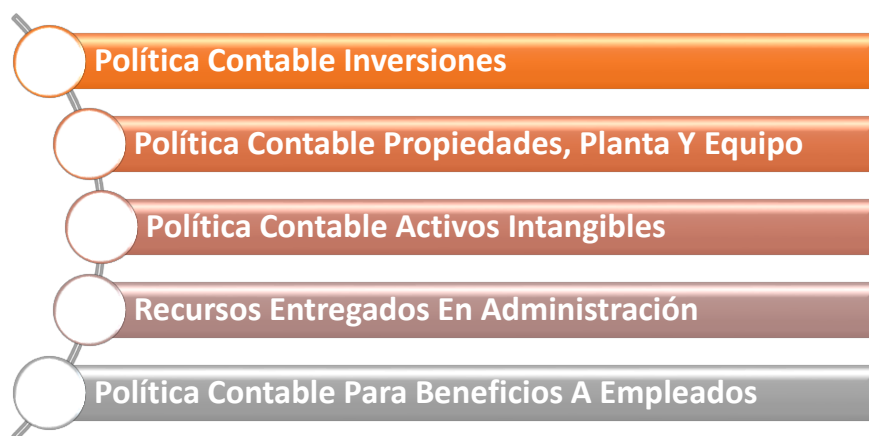 Política Contable Inversiones
Política Contable Propiedades, Planta Y Equipo
Política Contable Activos Intangibles
Recursos Entregados En Administración
Política Contable Para Beneficios A Empleados